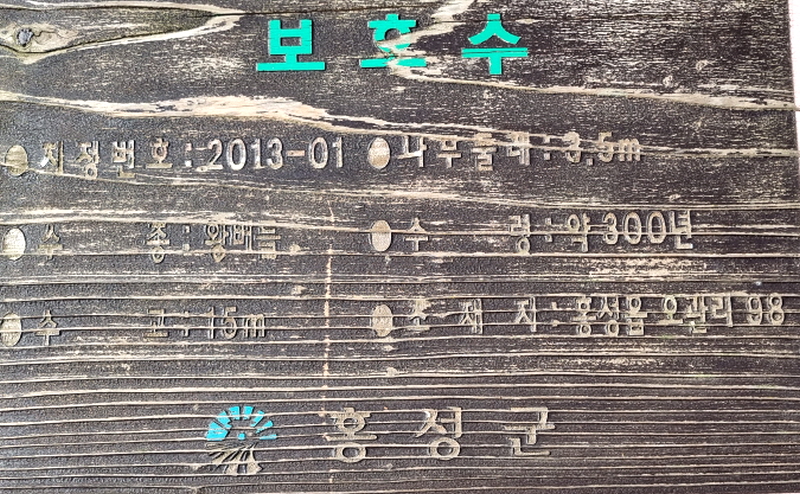 보호수
지정번호 : 2013-01 나무둘레 : 3.5m
수 종 : 왕버들 수 령 : 약 300년
수 고 : 15m 소 재 지 : 홍성읍 오관리 98
홍성군